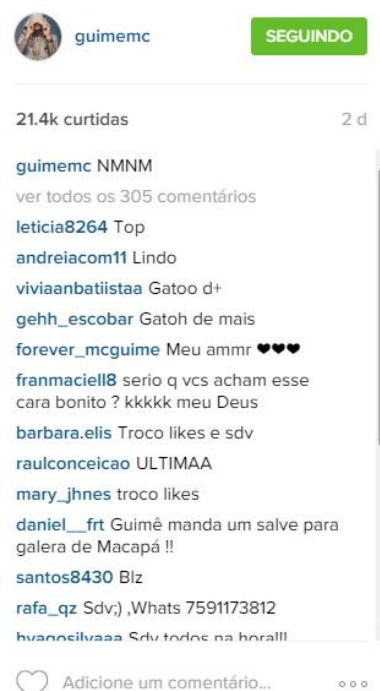 guimemc SEGUINDO
21.4k curtidas 2 d
guimemc NMNM
ver todos os 305 comentários
leticia8264 Top
andreiacom11 Lindo
viviaanbatiistaa Gatoo d+
gehh_escobar Gatoh de mais
forever_mcguime Meu ammr ♥♥♥
franmaciell8 serio q vcs acham esse
cara bonito ? kkkkk meu Deus
barbara.elis Troco likes e sdv
raulconceicao ULTIMAA
mary_jhnes troco likes
daniel__frt Guimê manda um salve para
galera de Macapá !!
santos8430 Blz
rafa_qz Sdv;) ,Whats 7591173812
hyagosilvaaa Sdv todos na hora!!!
Adicione um comentário...